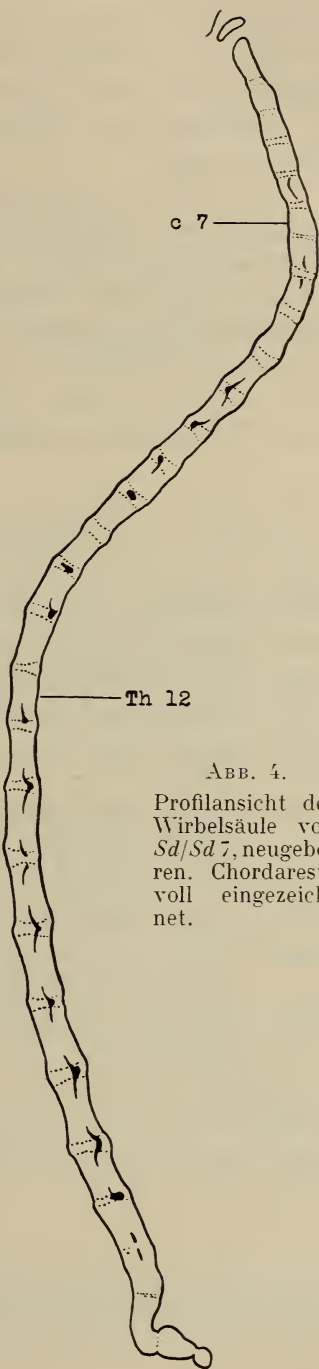 c 7
Th 12
ABB. 4.
Profilansicht de
Wirbelsäule vo
Sd/Sd 7, neugebo
ren. Chordarest
voll eingezeich
net.